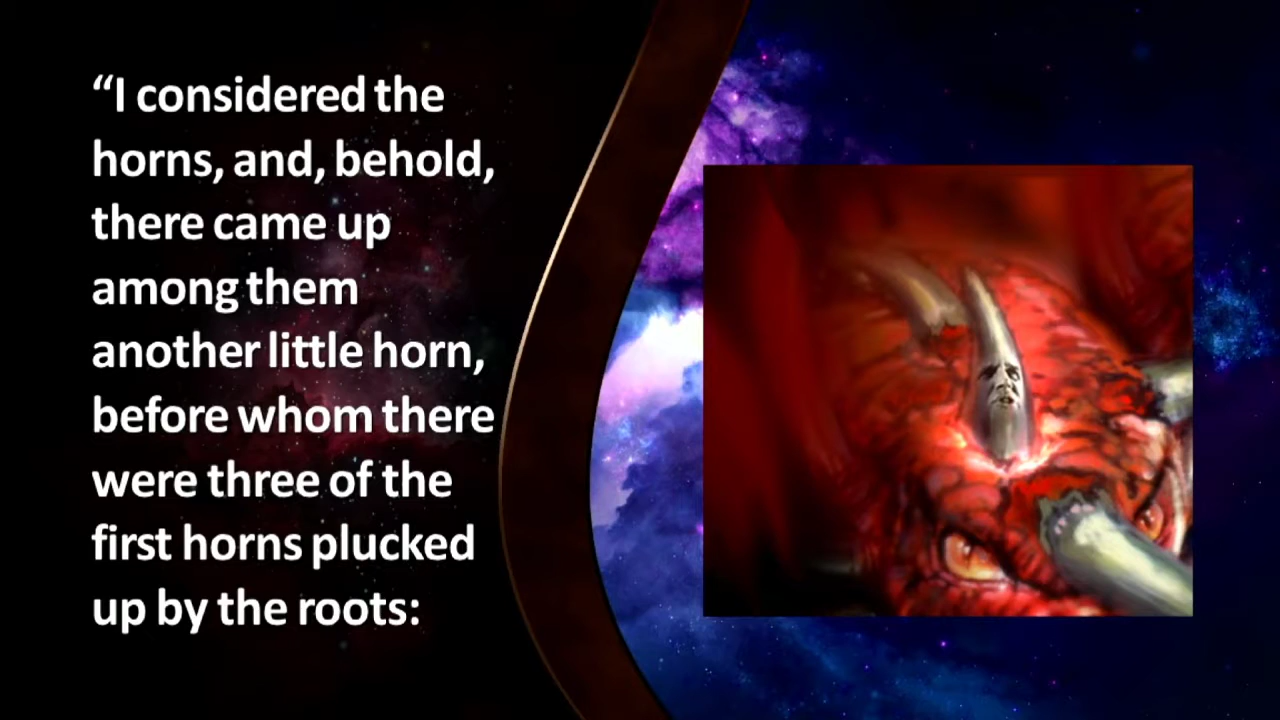 “I considered the
horns, and, behold,
there came up
among them
another little horn,
before whom there
were three of the
first horns plucked
up by the roots: